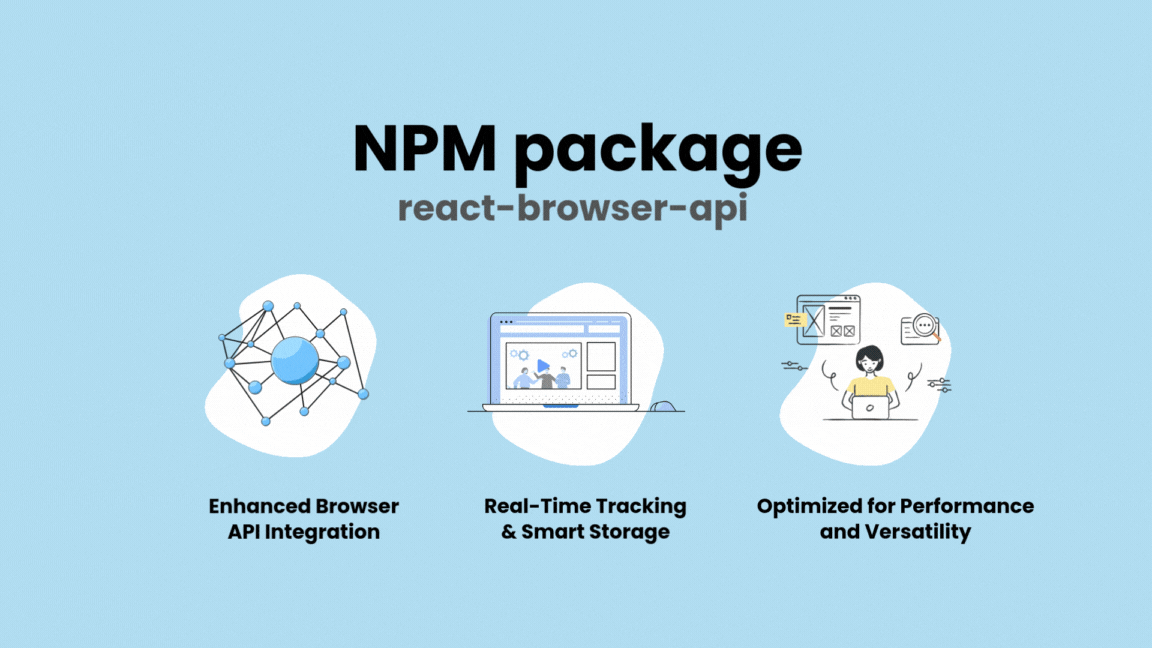 NPM package
react-browser-api
Enhanced Browser
API Integration
Real-Time Tracking
& Smart Storage
Optimized for Performance
and Versatility